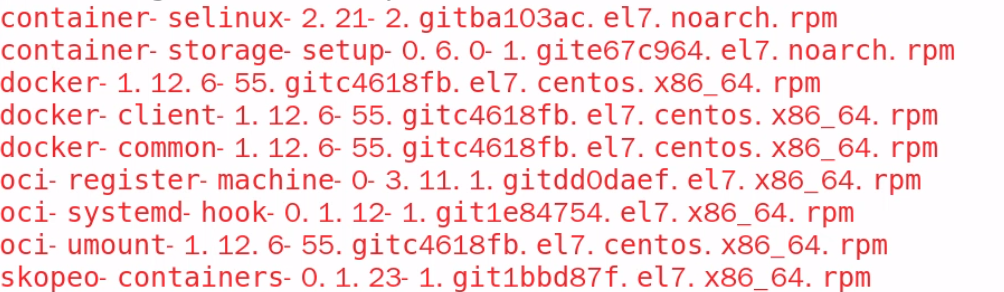 container- selinux- 2. 21- 2. gitba103ac. el7. noarch. rpm
container- storage- setup- 0. 6. 0- 1. gite67c964. el7. noarch. rpm
docker- 1. 12. 6- 55. gitc4618fb. el7. centos. x86_64. rpm
docker- client- 1. 12. 6- 55. gitc4618fb. el7. centos. x86_64. rpm
docker- common- 1. 12. 6- 55. gitc4618fb. el7. centos. x86_64. rpm
oci- register- machine- 0- 3. 11. 1. gitdd0daef. el7. x86_64. rpm
oci- systemd- hook- 0. 1. 12- 1. git1e84754. el7. x86_64. rpm
oci- umount- 1. 12. 6- 55. gitc4618fb. el7. centos. x86_64. rpm
skopeo- containers- 0. 1. 23- 1. git1bbd87f. el7. x86_64. rpm